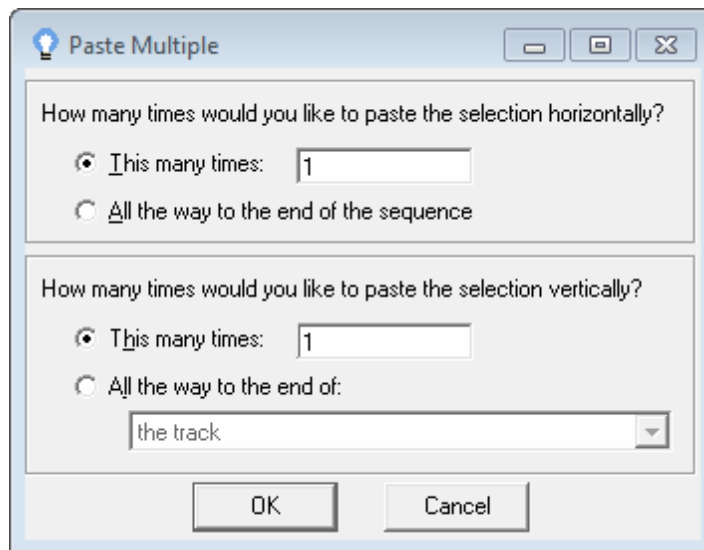 Paste Multiple
How many times would you like to paste the selection horizontally?
This many times: 1
All the way to the end of the sequence
How many times would you like to paste the selection vertically?
This many times: 1
All the way to the end of:
the track
OK Cancel